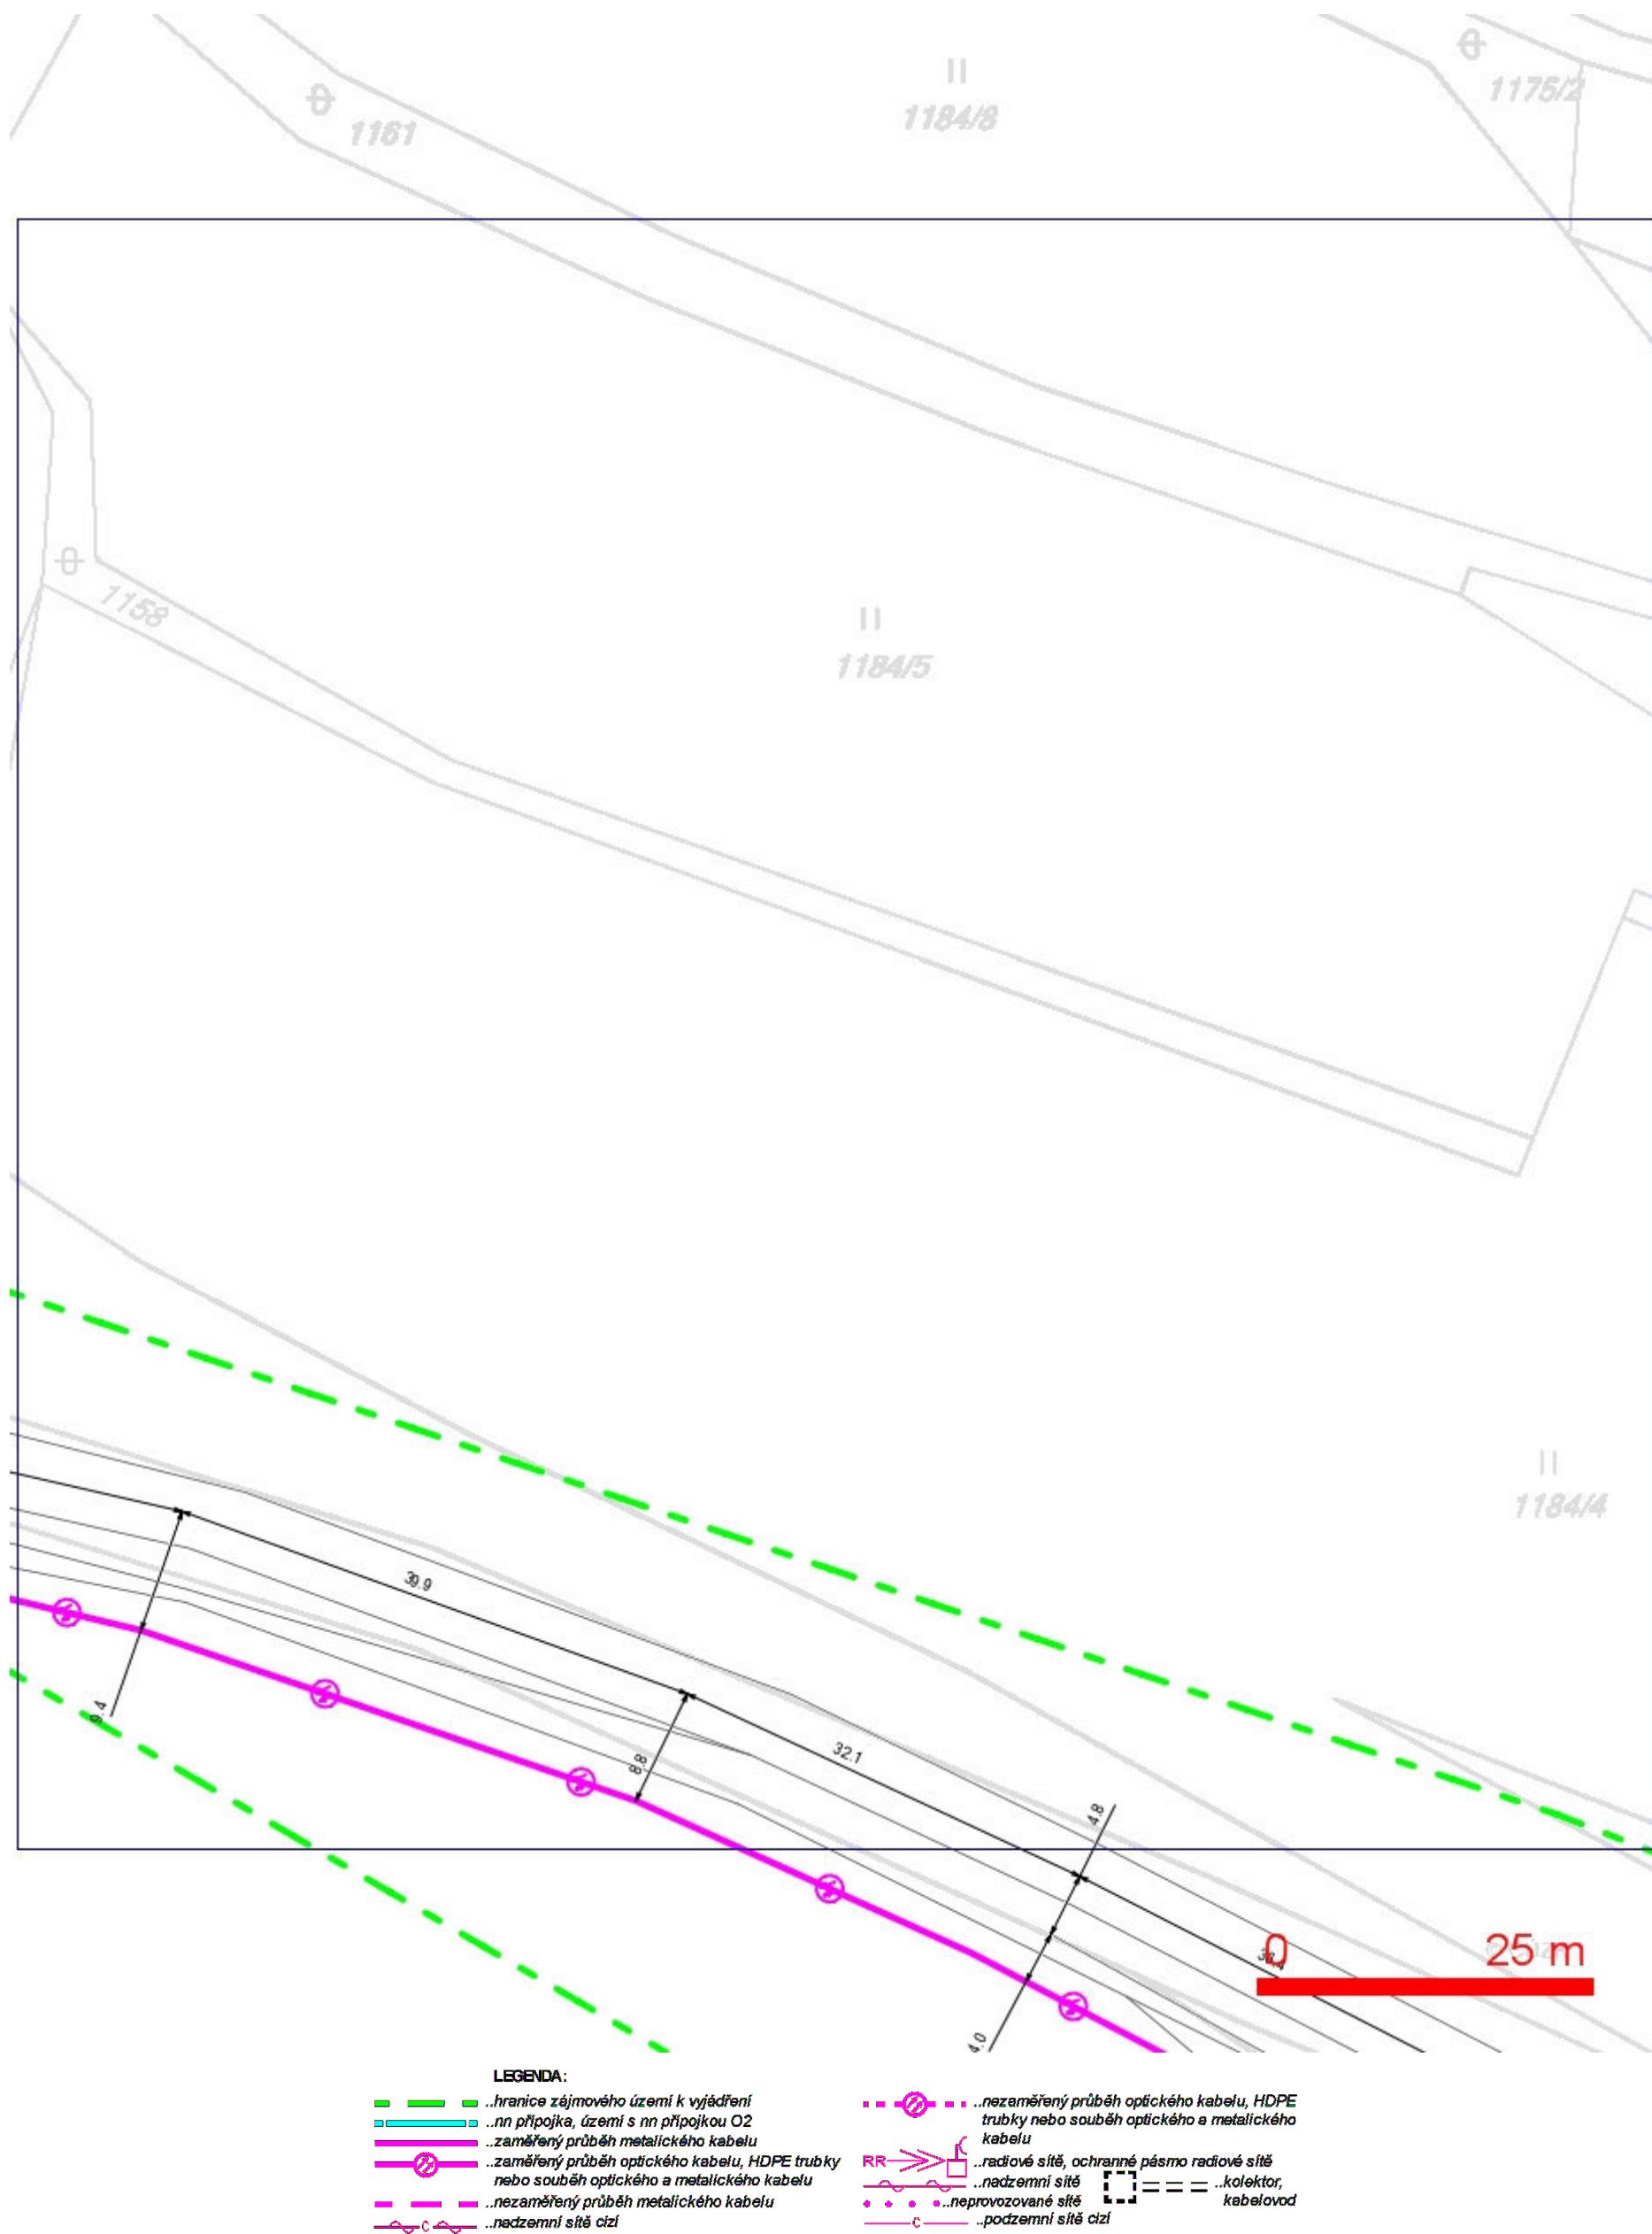 1161
1184/8
1175/2
1158
1184/5
1184/4
39.9
9.4
8.8
32.1
4.8
4.0
0
25 m
LEGENDA:
..hranice zájmového území k vyjádření
..nn přípojka, území s nn přípojkou O2
..zaměřený průběh metalického kabelu
..zaměřený průběh optického kabelu, HDPE trubky
nebo souběh optického a metalického kabelu
..nezaměřený průběh metalického kabelu
C
..nadzemní sítě cizí
..nezaměřený průběh optického kabelu, HDPE
trubky nebo souběh optického a metalického
kabelu
RR
..radiové sítě, ochranné pásmo radiové sítě
..nadzemní sítě
..kolektor,
kabelovod
..neprovozované sítě
C
..podzemní sítě cizí